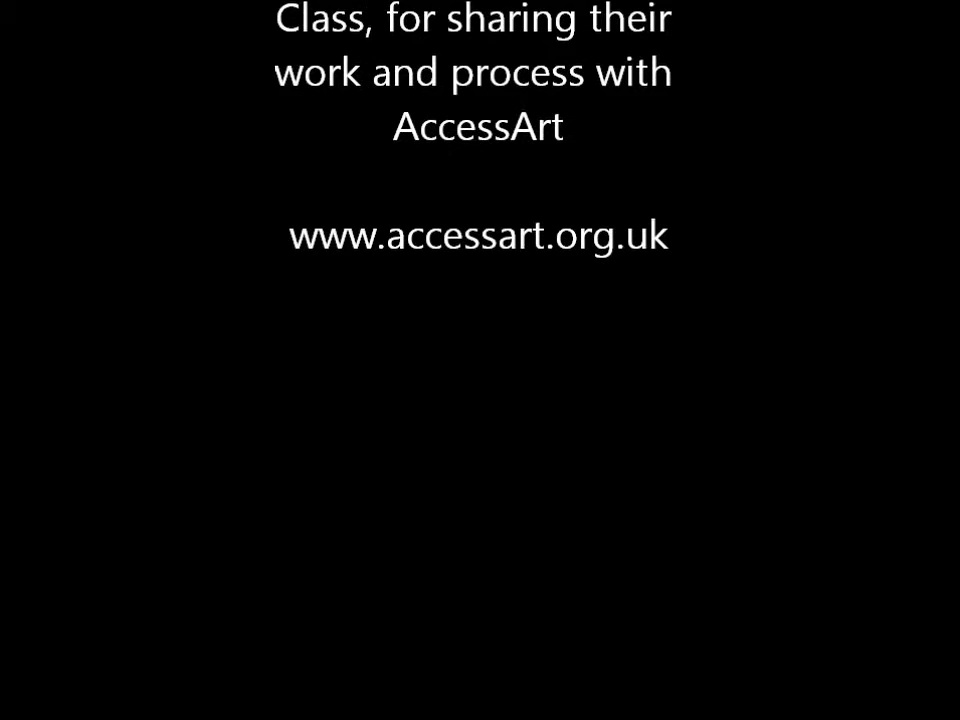 Class, for sharing their
work and process with
AccessArt
www.accessart.org.uk